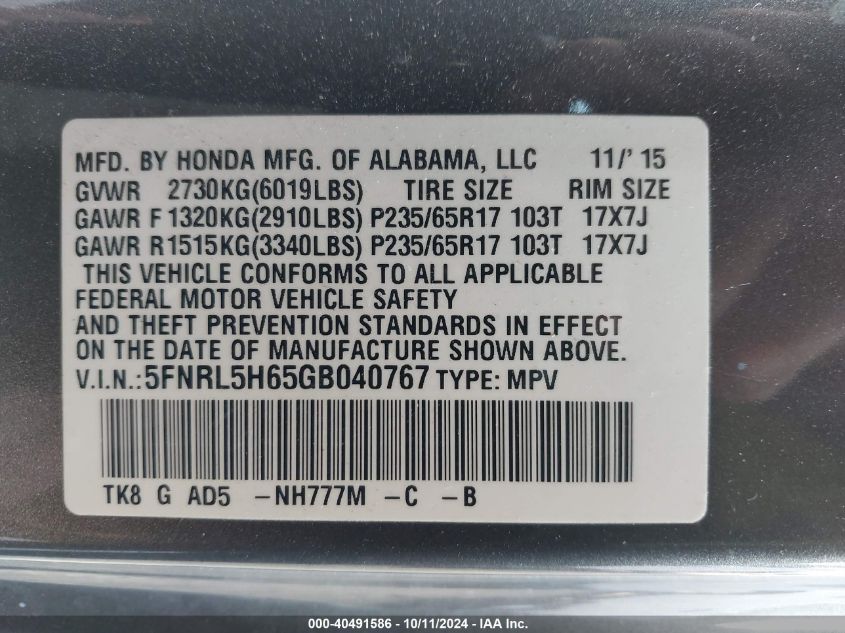 MFD. BY HONDA MFG. OF ALABAMA, LLC 11/' 15
GVWR 2730KG(6019LBS) TIRE SIZE RIM SIZE
GAWR F 1320KG(2910LBS) P235/65R17 103T 17X7J
GAWR R1515KG(3340LBS) P235/65R17 103T 17X7J
THIS VEHICLE CONFORMS TO ALL APPLICABLE
FEDERAL MOTOR VEHICLE SAFETY
AND THEFT PREVENTION STANDARDS IN EFFECT
ON THE DATE OF MANUFACTURE SHOWN ABOVE.
V.I.N.:5FNRL5H65GB040767 TYPE: MPV
TK8 G AD5 -NH777M -C -B
000-40491586 - 10/11/2024 - IAAI.com